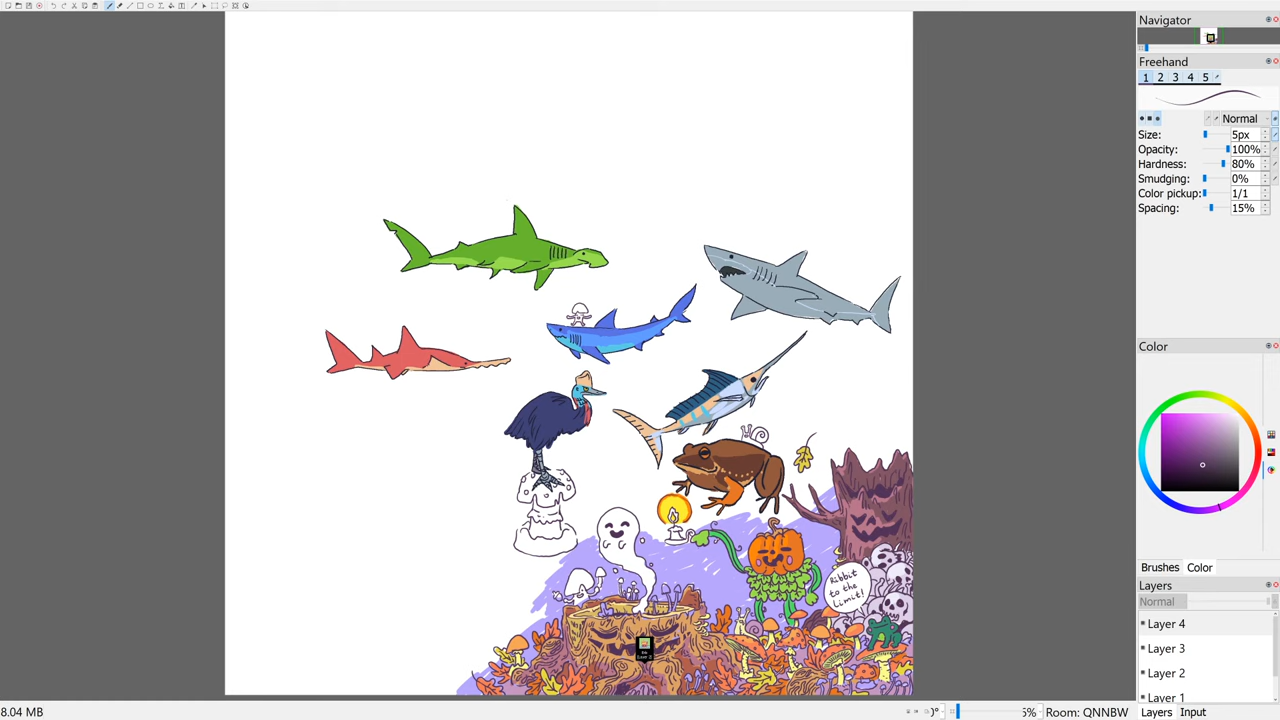 Navigator
Freehand
1 2 3 4 5
Normal
Size: 5px
Opacity: 100%
Hardness: 80%
Smudging: 0%
Color pickup: 1/1
Spacing: 15%
Color
Brushes Color
Layers
Normal
Layer 4
Layer 3
Layer 2
Layer 1
Ribbit
to the
limit!
8.04 MB
Room: QNNBW
Layers Input